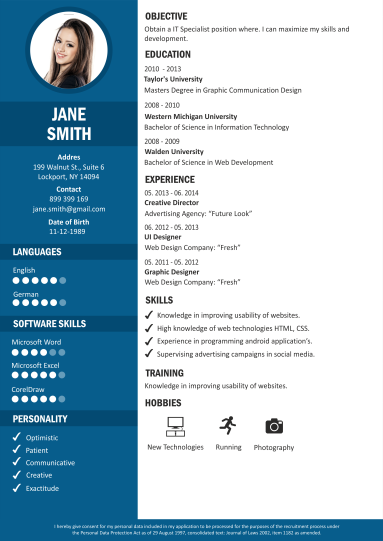 JANE
SMITH
Addres
199 Walnut St., Suite 6
Lockport, NY 14094
Contact
899 399 169
jane.smith@gmail.com
Date of Birth
11-12-1989
LANGUAGES
English
German
SOFTWARE SKILLS
Microsoft Word
Microsoft Excel
CorelDraw
PERSONALITY
Optimistic
Patient
Communicative
Creative
Exactitude
OBJECTIVE
Obtain a IT Specialist position where. I can maximize my skills and
development.
EDUCATION
2010 - 2013
Taylor's University
Masters Degree in Graphic Communication Design
2008 - 2010
Western Michigan University
Bachelor of Science in Information Technology
2008 - 2009
Walden University
Bachelor of Science in Web Development
EXPERIENCE
05. 2013 - 06. 2014
Creative Director
Advertising Agency: “Future Look”
06. 2012 - 05. 2013
UI Designer
Web Design Company: “Fresh”
05. 2011 - 05. 2012
Graphic Designer
Web Design Company: “Fresh”
SKILLS
Knowledge in improving usability of websites.
High knowledge of web technologies HTML, CSS.
Experience in programming android application's.
Supervising advertising campaigns in social media.
TRAINING
Knowledge in improving usability of websites.
HOBBIES
New Technologies
Running
Photography
I hereby give consent for my personal data included in my application to be processed for the purposes of the recruitment process under
the Personal Data Protection Act as of 29 August 1997, consolidated text: Journal of Laws 2002, item 1182 as amended.